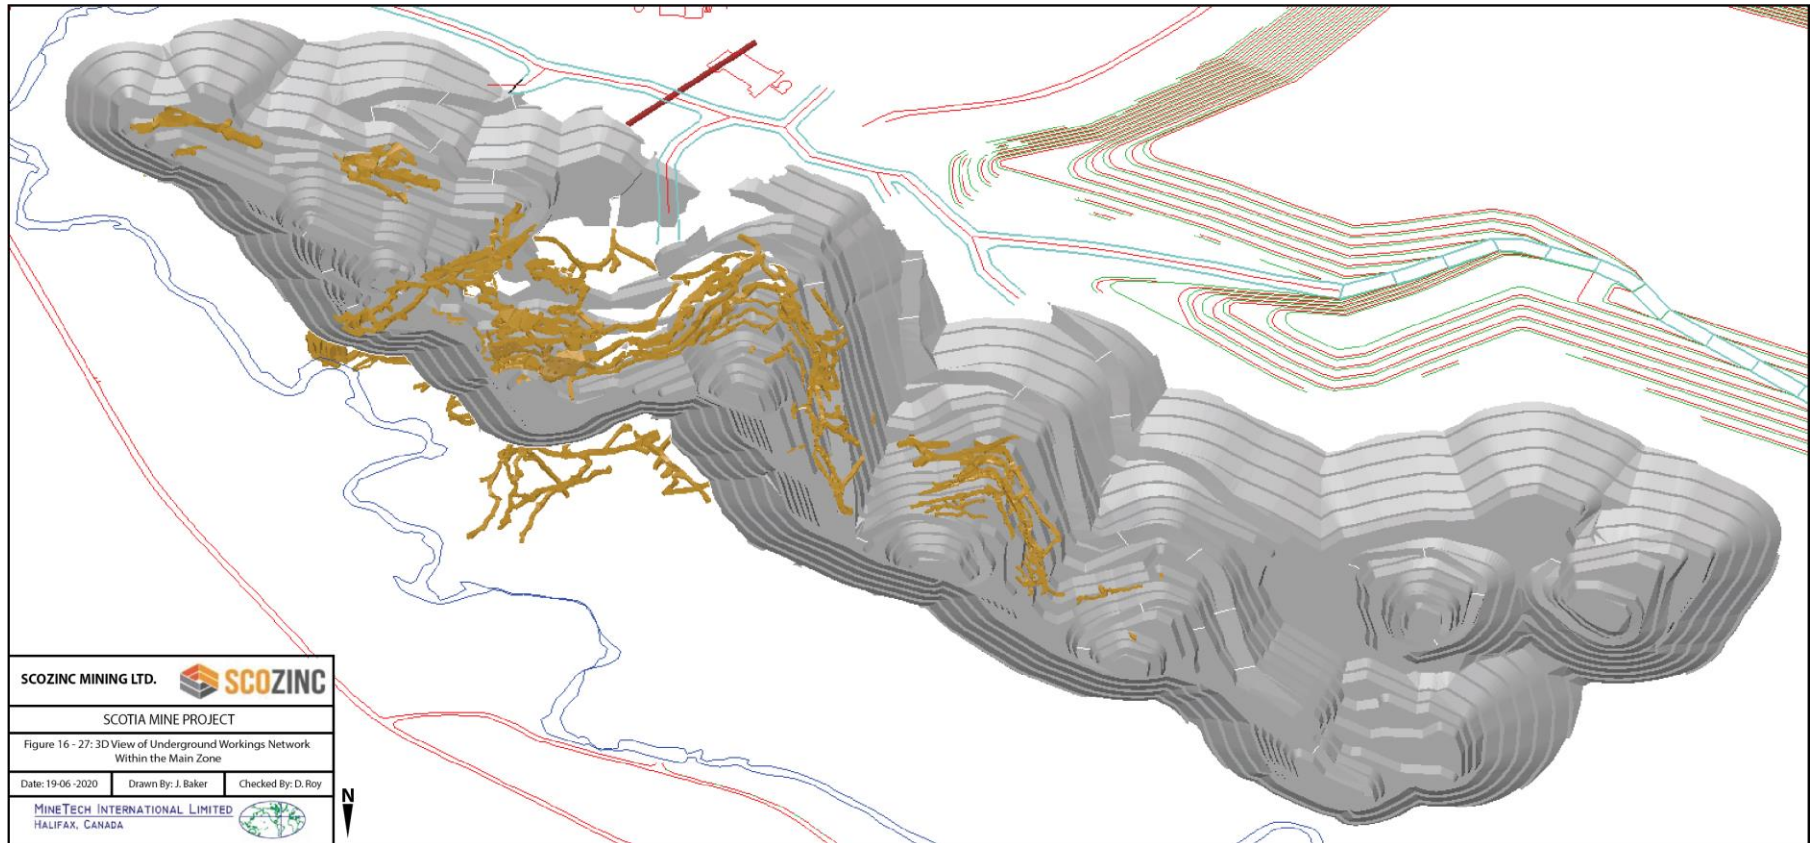 SCOZINC MINING LTD.
SCOZINC
SCOTIA MINE PROJECT
Figure 16 - 27: 3D View of Underground Workings Network
Within the Main Zone
Date: 19-06 -2020
Drawn By: J. Baker
Checked By: D. Roy
MINETECH INTERNATIONAL LIMITED
HALIFAX, CANADA
N